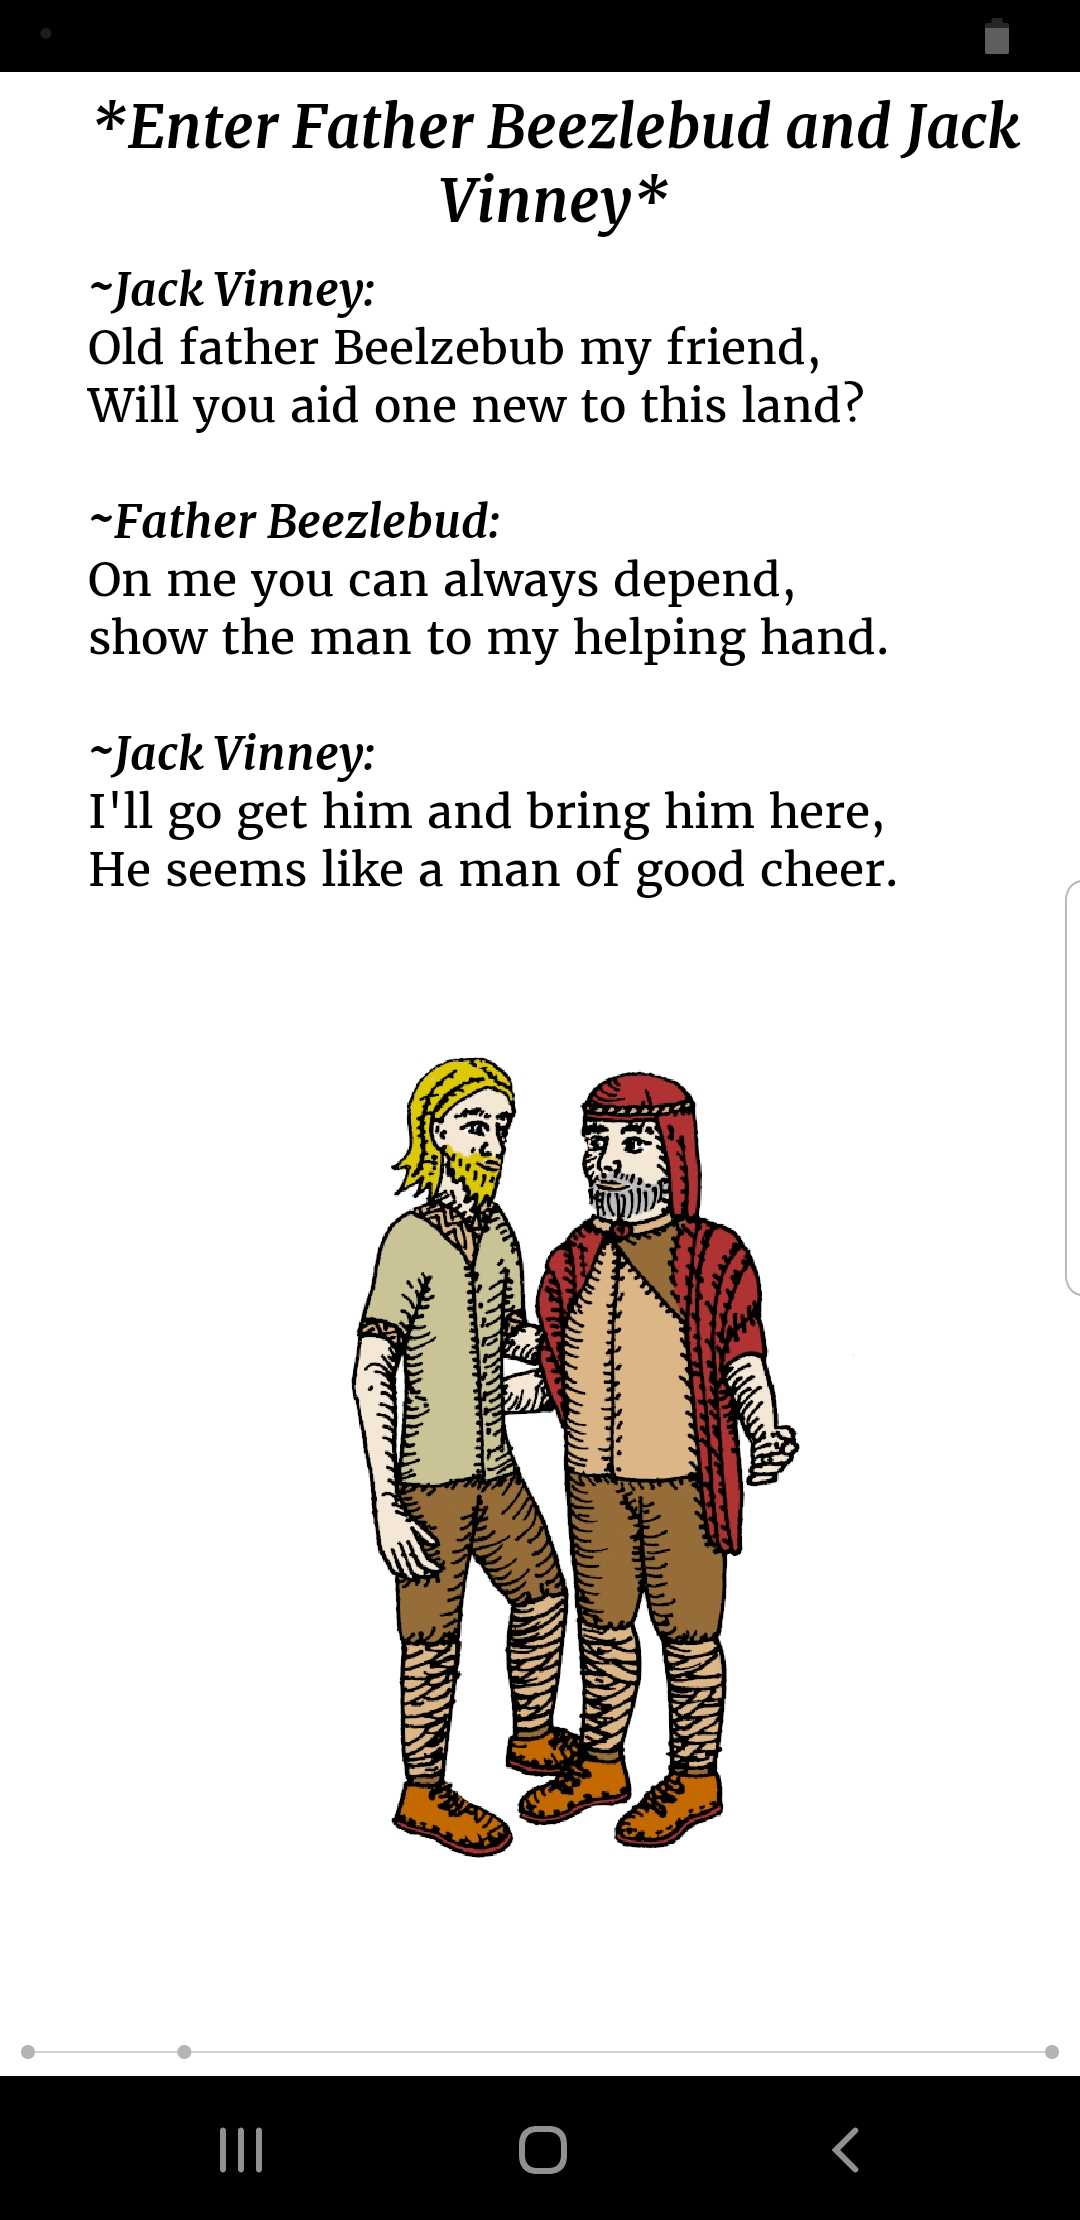 *Enter Father Beezlebud and Jack
Vinney*
~Jack Vinney:
Old father Beelzebub my friend,
Will you aid one new to this land?
~Father Beezlebud:
On me you can always depend,
show the man to my helping hand.
~Jack Vinney:
I'll go get him and bring him here,
He seems like a man of good cheer.